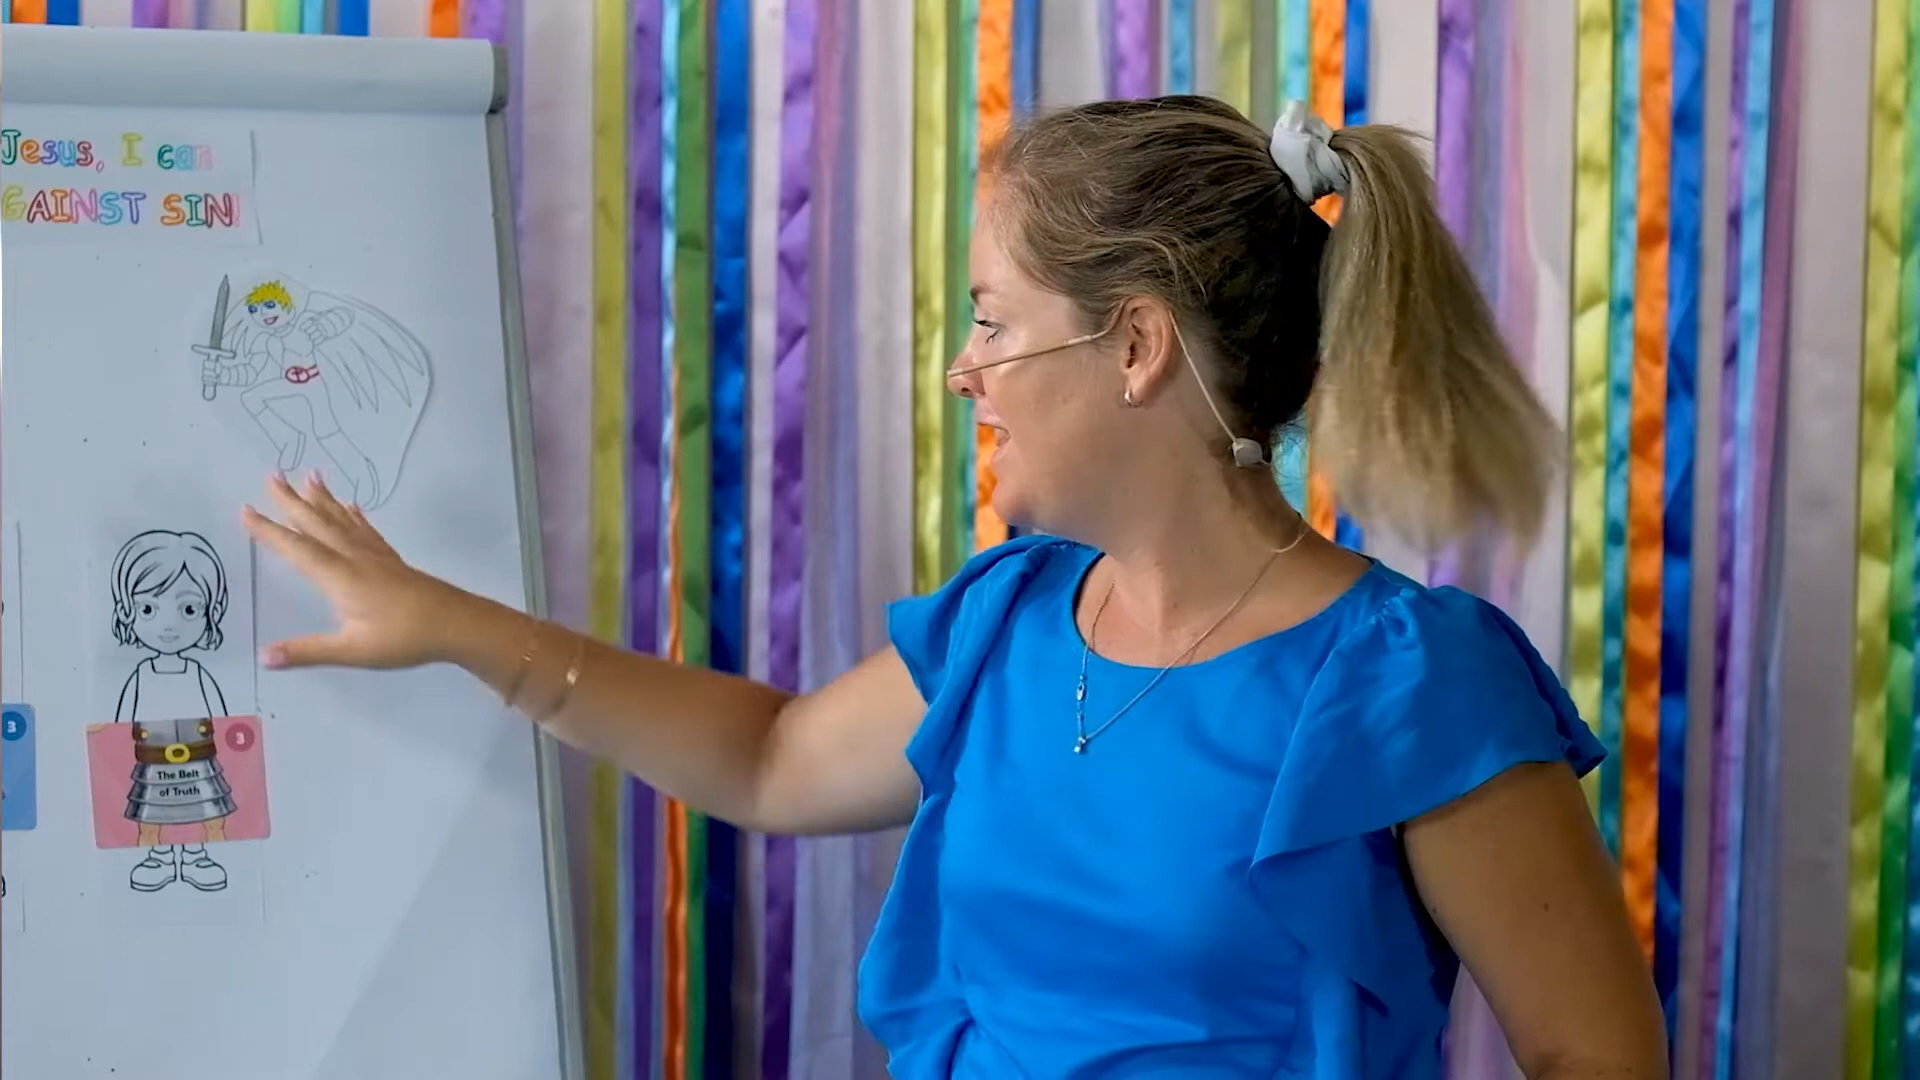 Jesus, I can
GAINST SIN!
3
3
The Belt
of Truth